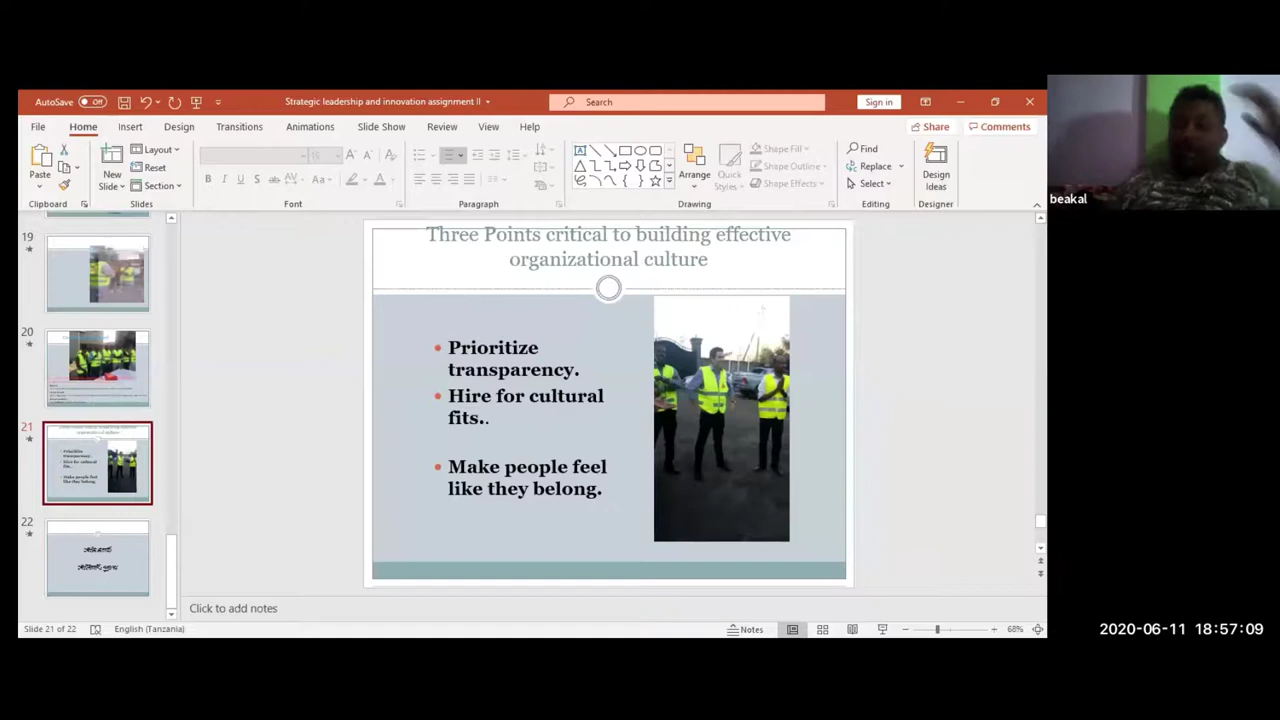 AutoSave Off
Strategic leadership and innovation assignment II
Search
Sign in
File Home Insert Design Transitions Animations Slide Show Review View Help
Share Comments
Paste
New Slide
Layout
Reset
Section
Arrange
Quick Styles
Shape Fill
Shape Outline
Shape Effects
Find
Replace
Select
Design Ideas
Clipboard Slides Font Paragraph Drawing Editing Designer
beakal
19
20
21
22
Three Points critical to building effective
organizational culture
Prioritize
transparency.
Hire for cultural
fits..
Make people feel
like they belong.
Click to add notes
Slide 21 of 22 English (Tanzania) Notes 68%
2020-06-11 18:57:09